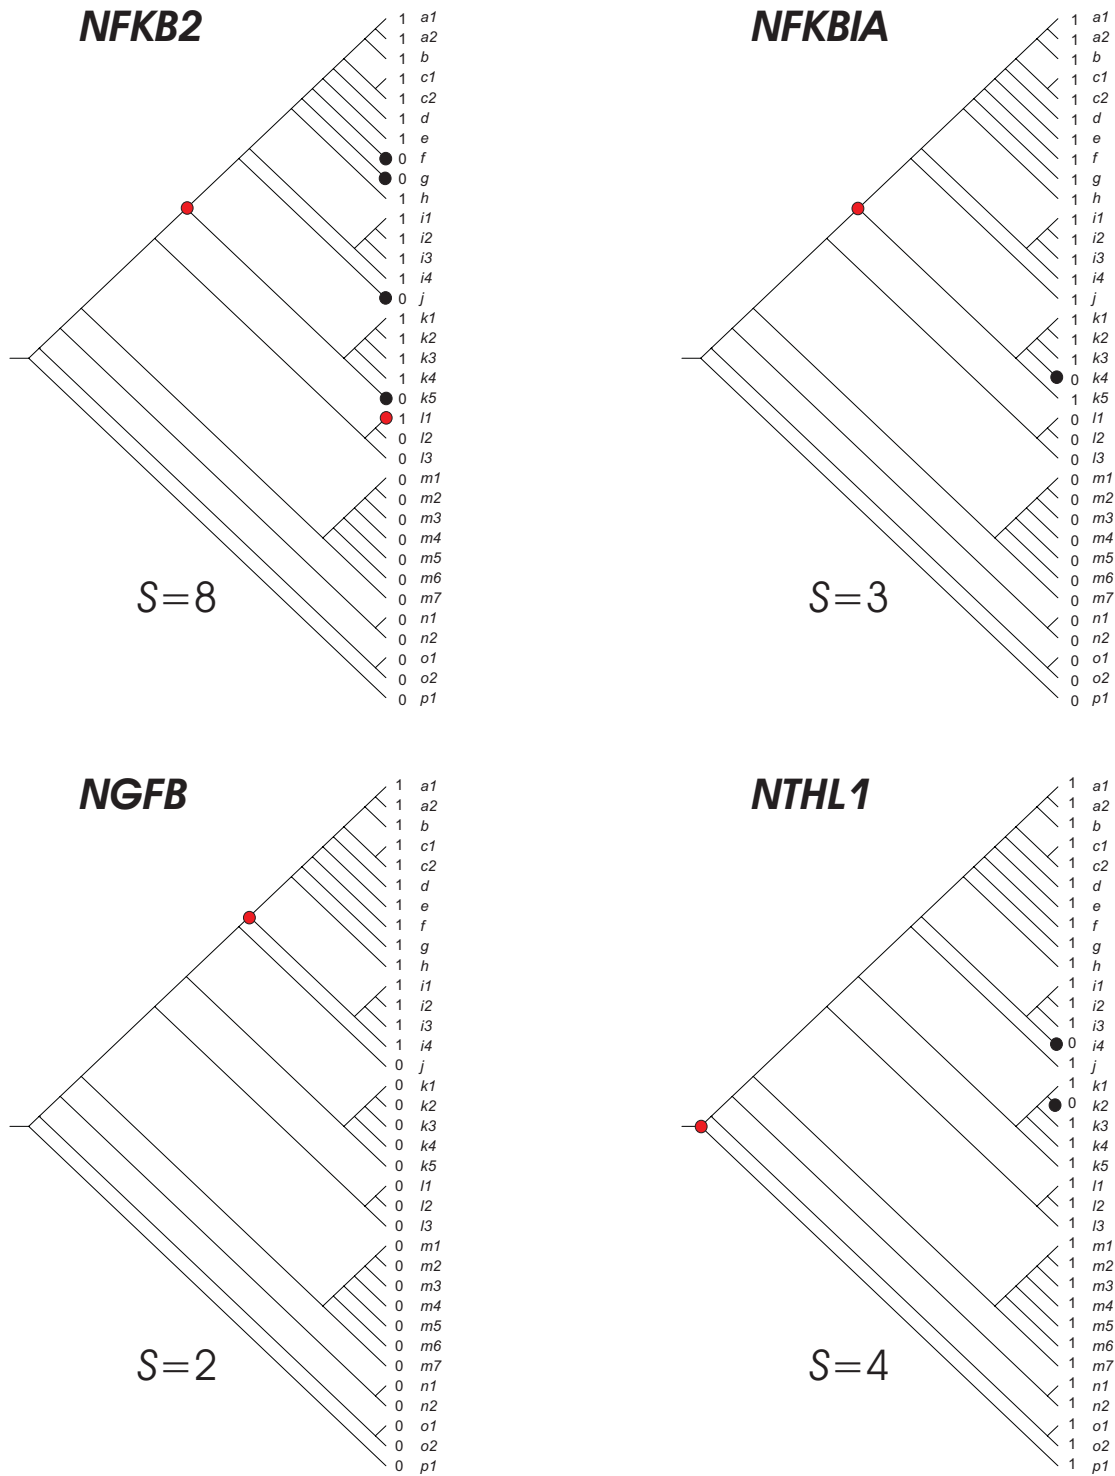 NFKB2
1 a1
1 a2
1 b
1 c1
1 c2
1 d
1 e
0 f
0 g
1 h
1 i1
1 i2
1 i3
1 i4
0 j
1 k1
1 k2
1 k3
1 k4
0 k5
1 l1
0 l2
0 l3
0 m1
0 m2
0 m3
0 m4
0 m5
0 m6
0 m7
0 n1
0 n2
0 o1
0 o2
0 p1
S=8
NFKBIA
1 a1
1 a2
1 b
1 c1
1 c2
1 d
1 e
1 f
1 g
1 h
1 i1
1 i2
1 i3
1 i4
1 j
1 k1
1 k2
1 k3
0 k4
1 k5
0 l1
0 l2
0 l3
0 m1
0 m2
0 m3
0 m4
0 m5
0 m6
0 m7
0 n1
0 n2
0 o1
0 o2
0 p1
S=3
NGFB
1 a1
1 a2
1 b
1 c1
1 c2
1 d
1 e
1 f
1 g
1 h
1 i1
1 i2
1 i3
1 i4
0 j
0 k1
0 k2
0 k3
0 k4
0 k5
0 l1
0 l2
0 l3
0 m1
0 m2
0 m3
0 m4
0 m5
0 m6
0 m7
0 n1
0 n2
0 o1
0 o2
0 p1
S=2
NTHL1
1 a1
1 a2
1 b
1 c1
1 c2
1 d
1 e
1 f
1 g
1 h
1 i1
1 i2
1 i3
0 i4
1 j
1 k1
0 k2
1 k3
1 k4
1 k5
1 l1
1 l2
1 l3
1 m1
1 m2
1 m3
1 m4
1 m5
1 m6
1 m7
1 n1
1 n2
1 o1
1 o2
1 p1
S=4